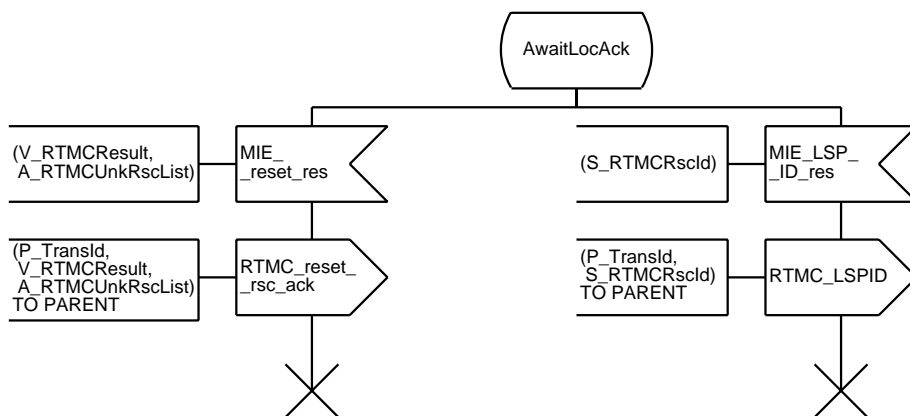 AwaitLocAck
(V_RTMCResult,
A_RTMCUnkRscList)
MIE_
_reset_res
(S_RTMCRscId)
MIE_LSP_
_ID_res
(P_TransId,
V_RTMCResult,
A_RTMCUnkRscList)
TO PARENT
RTMC_reset_
_rsc_ack
(P_TransId,
S_RTMCRscId)
TO PARENT
RTMC_LSPID